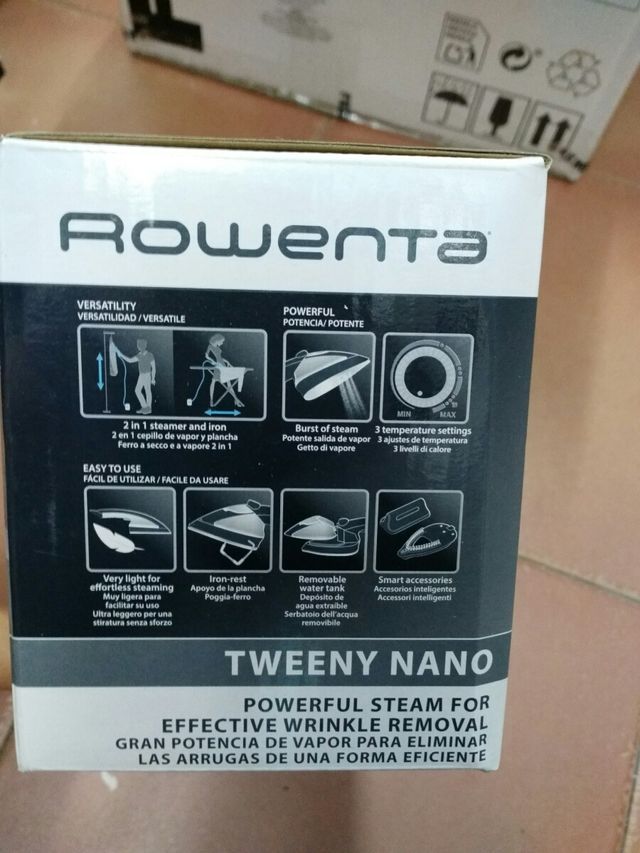 ROWENTA
VERSATILITY
VERSATILIDAD / VERSATILE
2 in 1 steamer and iron
2 en 1 cepillo de vapor y plancha
Ferro a secco e a vapore 2 in 1
POWERFUL
POTENCIA/ POTENTE
Burst of steam
Potente salida de vapor
Getto di vapore
MIN MAX
3 temperature settings
3 ajustes de temperatura
3 livelli di calore
EASY TO USE
FÁCIL DE UTILIZAR / FACILE DA USARE
Very light for
effortless steaming
Muy ligera para
facilitar su uso
Ultra leggero per una
stiratura senza sforzo
Iron-rest
Apoyo de la plancha
Poggia-ferro
Removable
water tank
Depósito de
agua extraíble
Serbatoio dell'acqua
removibile
Smart accessories
Accesorios inteligentes
Accessori intelligenti
TWEENY NANO
POWERFUL STEAM FOR
EFFECTIVE WRINKLE REMOVAL
GRAN POTENCIA DE VAPOR PARA ELIMINAR
LAS ARRUGAS DE UNA FORMA EFICIENTE